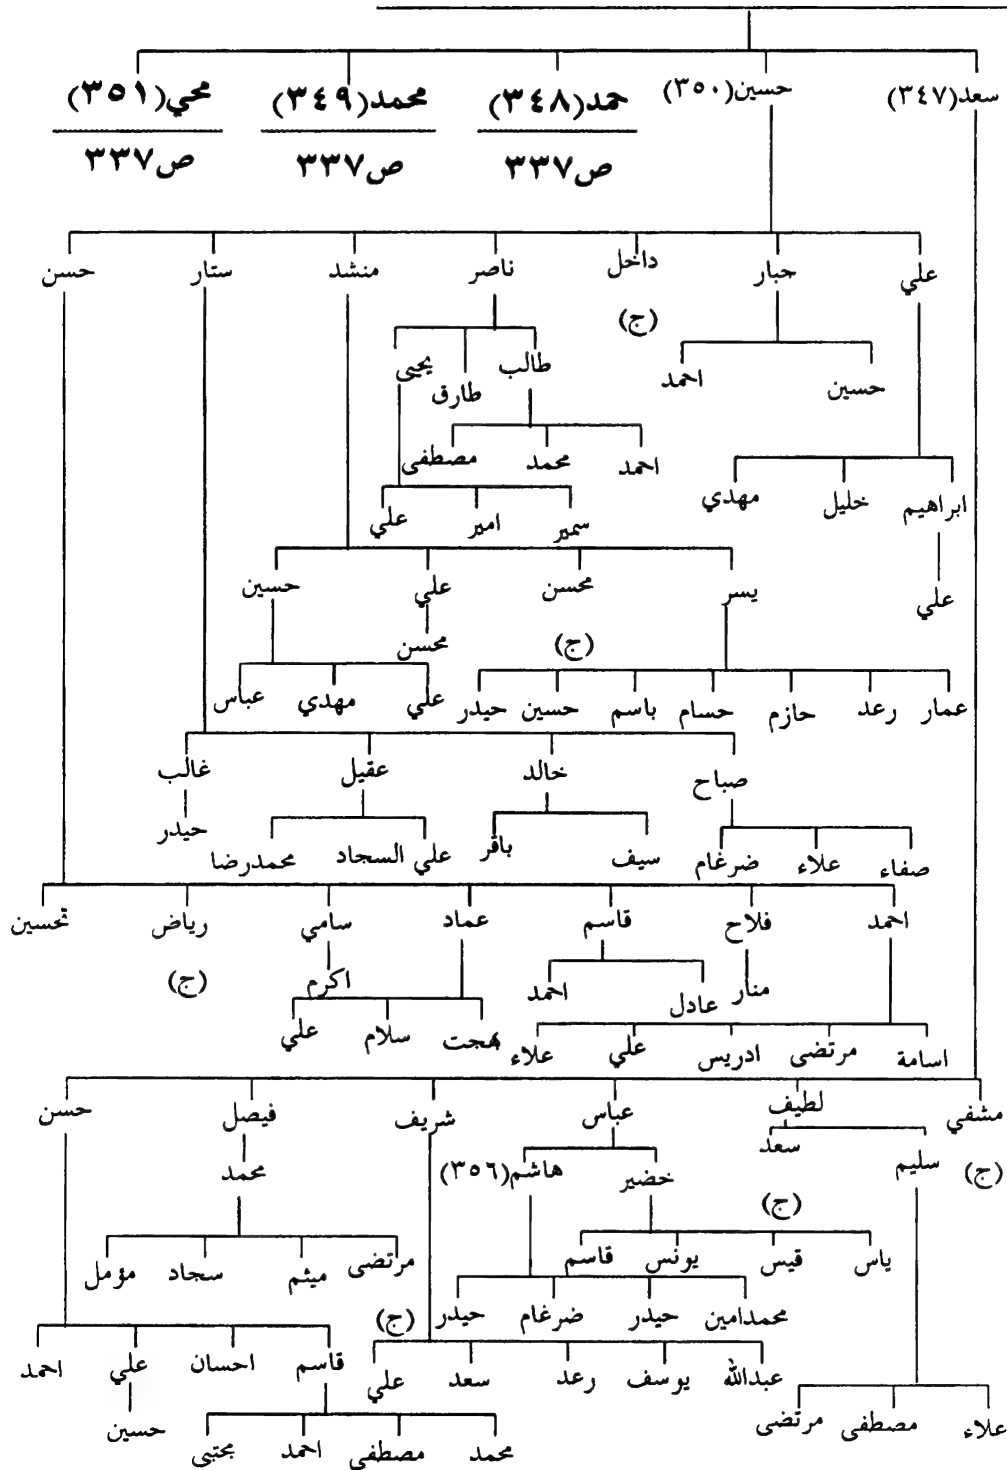 سعد(٣٤٧) حسين(٣٥٠) حمد(٣٤٨) محمد(٣٤٩) محي(٣٥١)
ص٣٣٧ ص٣٣٧ ص٣٣٧
علي جبار داخل ناصر منشد ستار حسن
(ج)
طالب طارق يحيى
حسين احمد
احمد محمد مصطفى
ابراهيم خليل مهدي
سمير امير علي
يسر محسن علي حسين
علي
(ج) محسن
عمار رعد حازم حسام باسم حسين حيدر علي مهدي عباس
صباح خالد عقيل غالب
حيدر
صفاء علاء ضرغام سيف باقر علي السجاد محمدرضا
احمد فلاح قاسم عماد سامي رياض تحسين
منار عادل احمد اكرم (ج)
اسامة مرتضى ادريس علي علاء بهجت سلام علي
مشفي لطيف عباس شريف فيصل حسن
(ج) سليم سعد خضير هاشم(٣٥٦) محمد
(ج)
ياس قيس يونس قاسم مرتضى ميثم سجاد مؤمل
محمدامين حيدر ضرغام حيدر (ج)
عبدالله يوسف رعد سعد علي قاسم احسان علي احمد
علاء مصطفى مرتضى حسين
محمد مصطفى احمد مجتبى